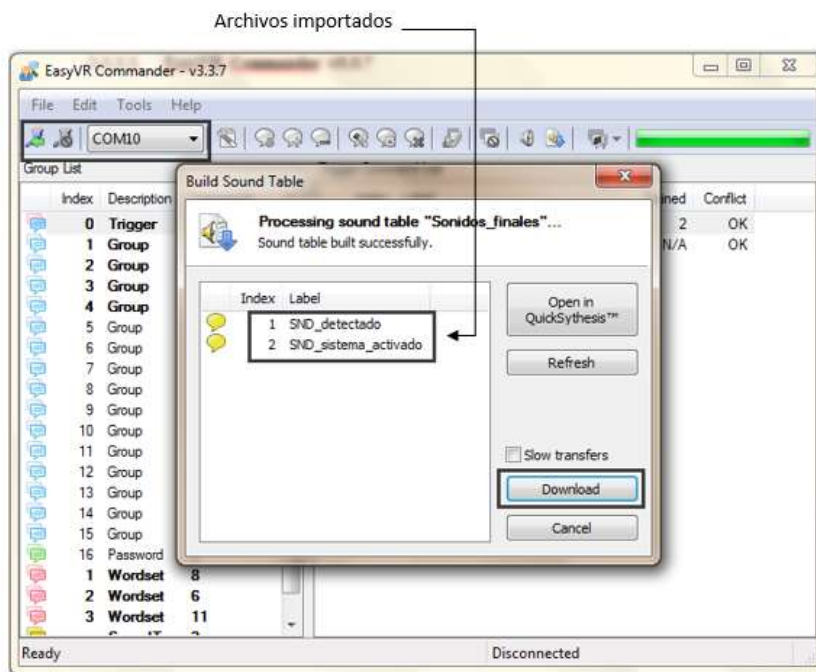 Archivos importados
EasyVR Commander - v3.3.7
File Edit Tools Help
COM10
Group List
Index Description
ined Conflict
0 Trigger 2 OK
1 Group N/A OK
2 Group
3 Group
4 Group
5 Group
6 Group
7 Group
8 Group
9 Group
10 Group
11 Group
12 Group
13 Group
14 Group
15 Group
16 Password
1 Wordset 8
2 Wordset 6
3 Wordset 11
Build Sound Table
Processing sound table "Sonidos_finales"...
Sound table built successfully.
Index Label
1 SND_detectado
2 SND_sistema_activado
Open in
QuickSythesis™
Refresh
Slow transfers
Download
Cancel
Ready Disconnected